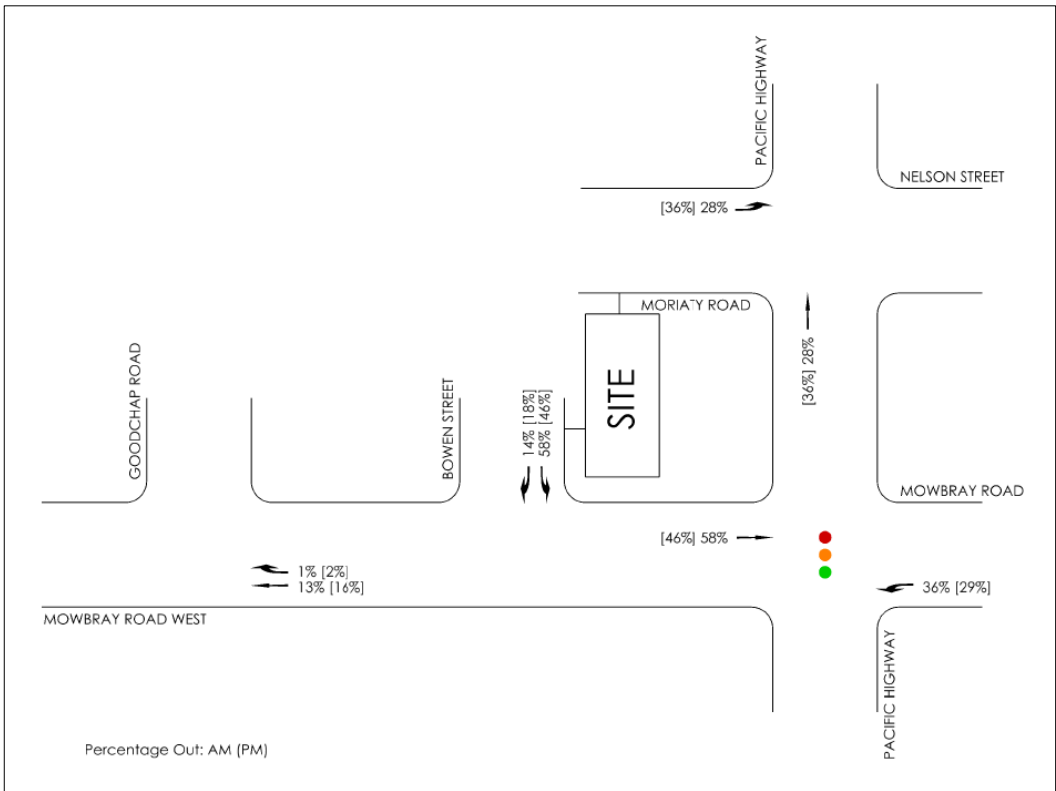 PACIFIC HIGHWAY
NELSON STREET
[36%] 28%
MORIATY ROAD
[36%] 28%
GOODCHAP ROAD
BOWEN STREET
14% [18%]
58% [46%]
SITE
MOWBRAY ROAD
[46%] 58%
1% [2%]
13% [16%]
36% [29%]
MOWBRAY ROAD WEST
PACIFIC HIGHWAY
Percentage Out: AM (PM)